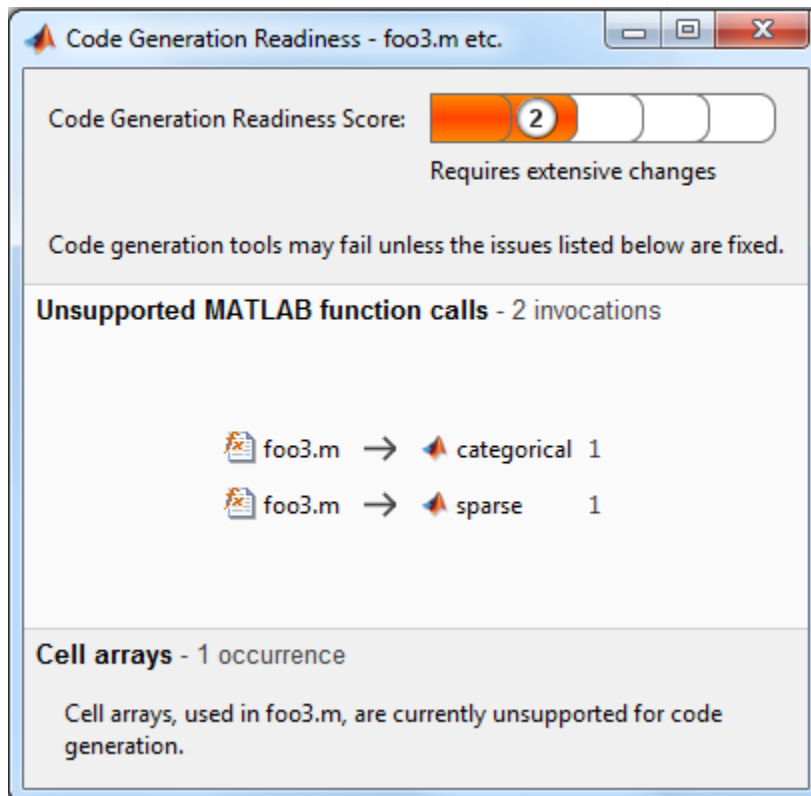 Code Generation Readiness - foo3.m etc.
Code Generation Readiness Score:
2
Requires extensive changes
Code generation tools may fail unless the issues listed below are fixed.
Unsupported MATLAB function calls - 2 invocations
foo3.m → categorical 1
foo3.m → sparse 1
Cell arrays - 1 occurrence
Cell arrays, used in foo3.m, are currently unsupported for code
generation.